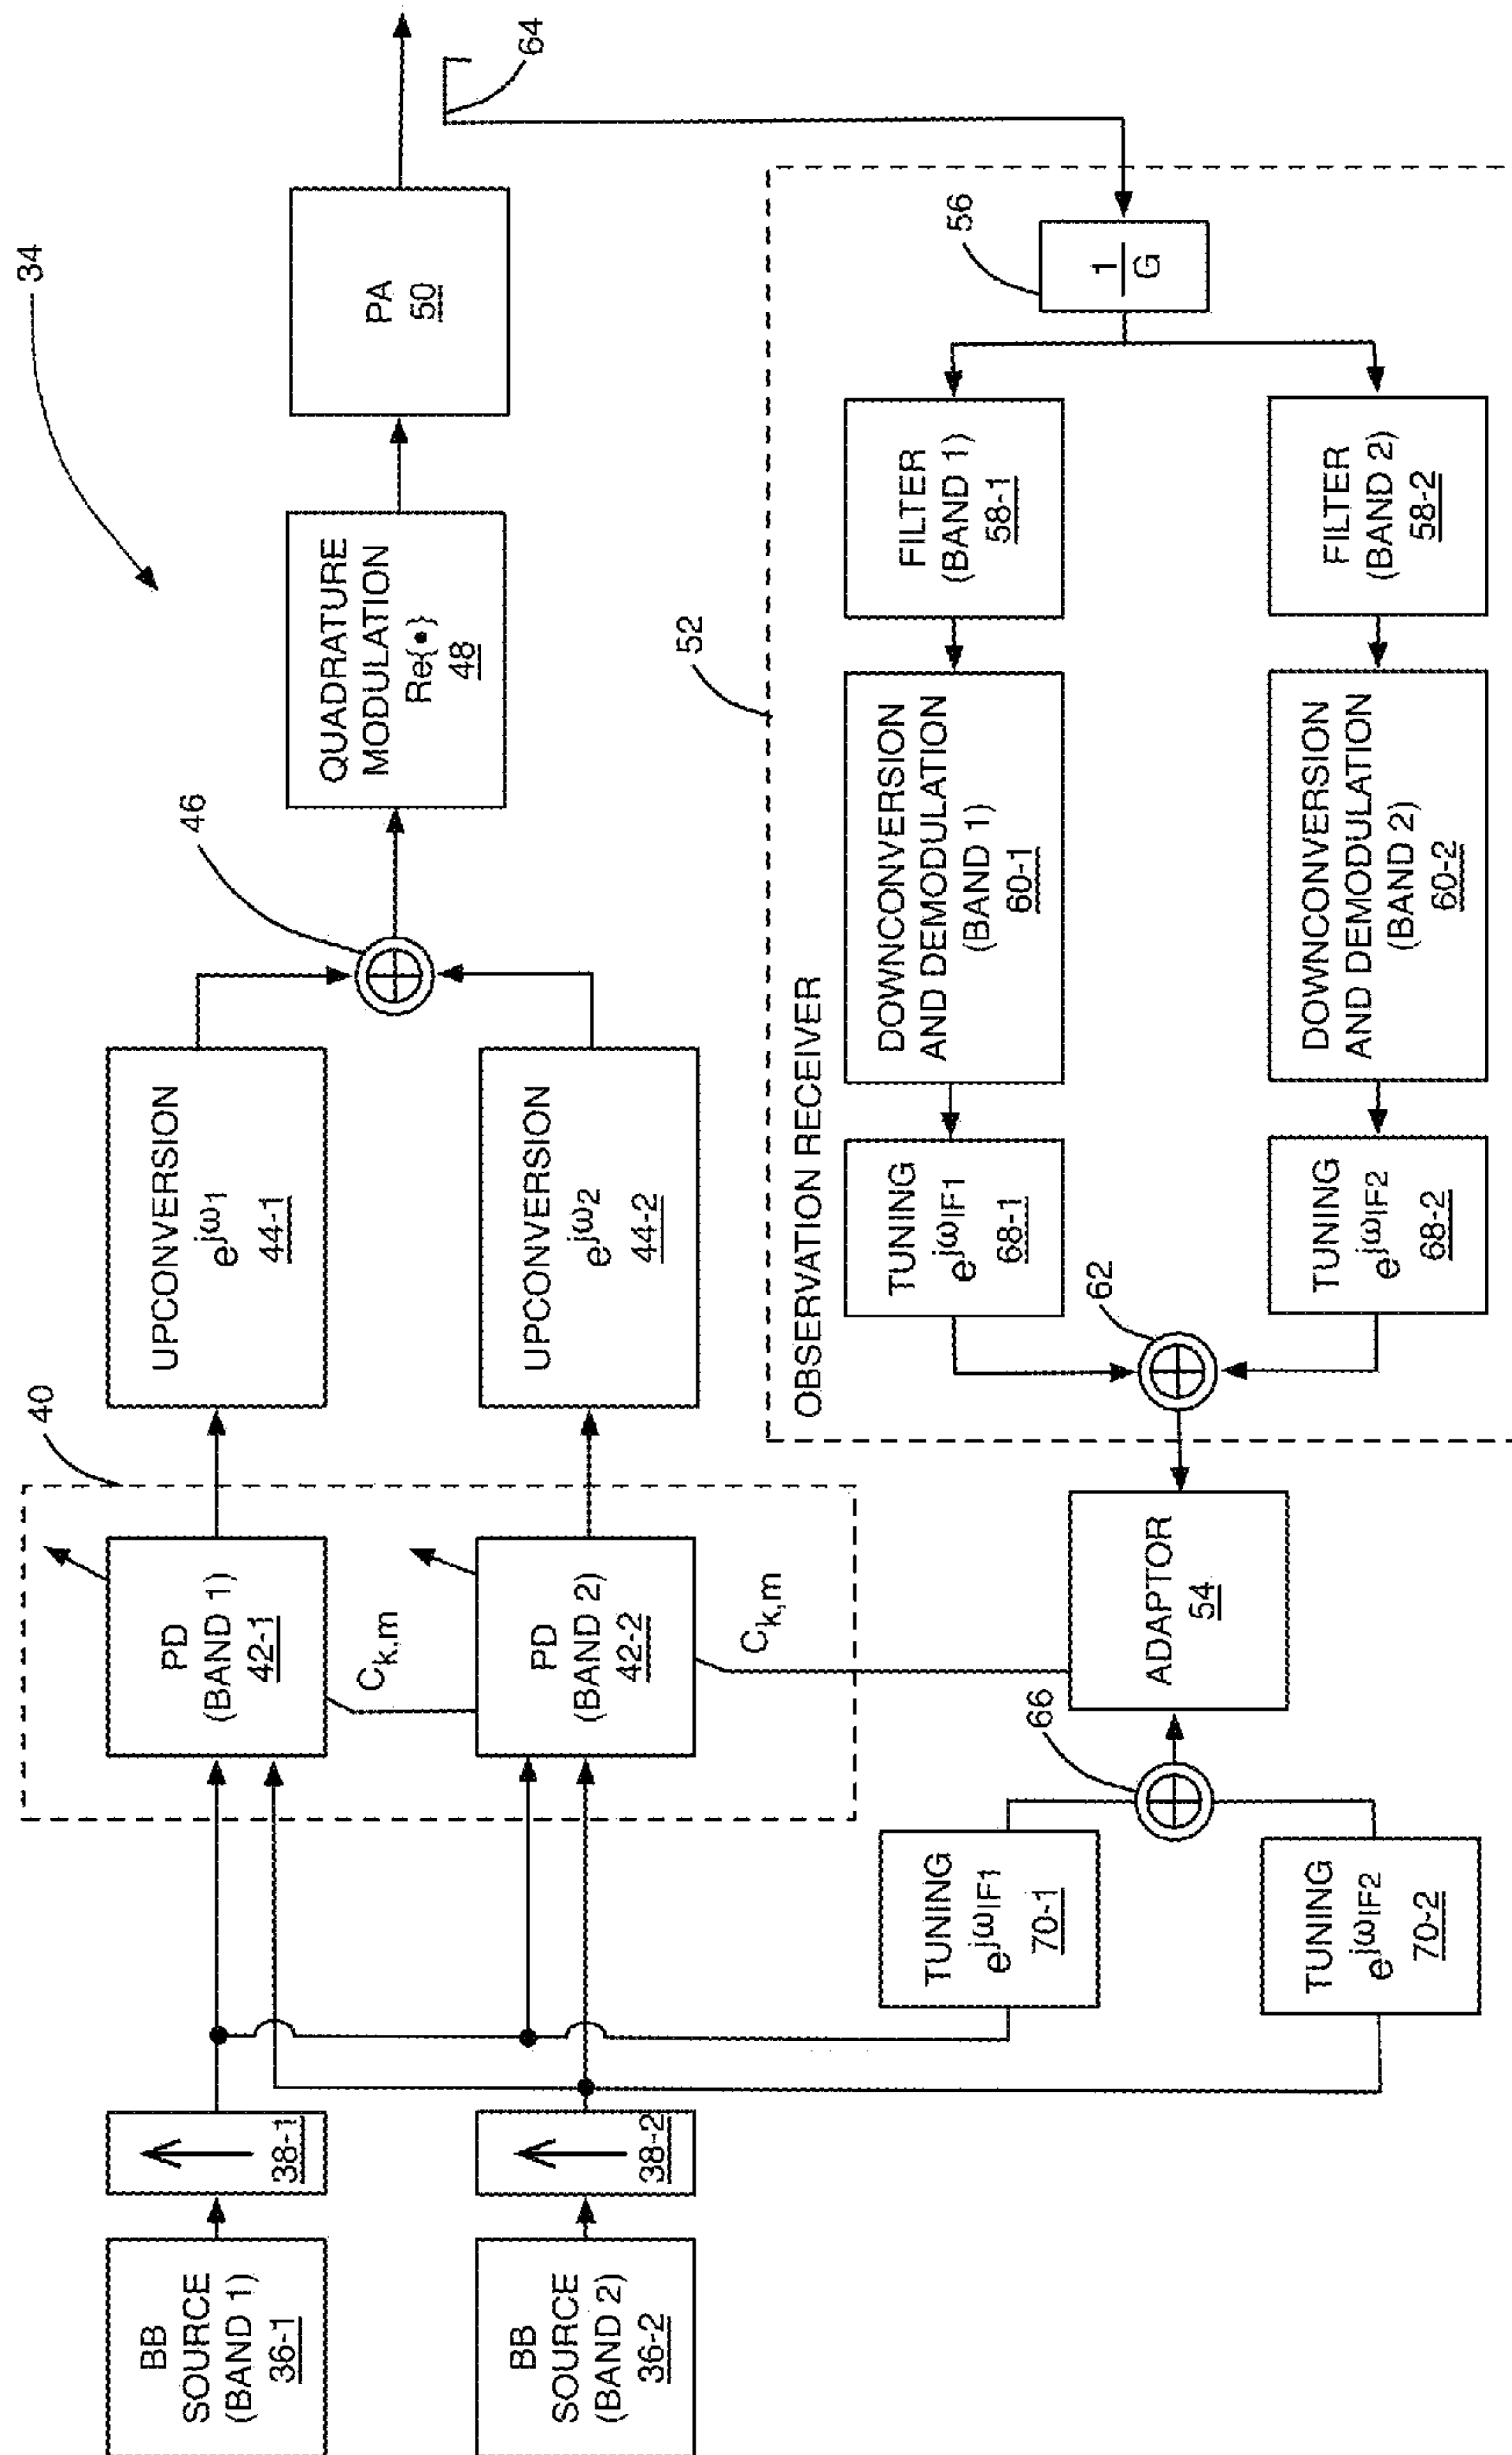 34
40
46
BB
SOURCE
(BAND 1)
36-1
38-1
PD
(BAND 1)
42-1
UPCONVERSION
e^jω1
44-1
QUADRATURE
MODULATION
Re{•}
48
PA
50
64
C_k,m
BB
SOURCE
(BAND 2)
36-2
38-2
PD
(BAND 2)
42-2
UPCONVERSION
e^jω2
44-2
C_k,m
52
OBSERVATION RECEIVER
56
1
G
TUNING
e^jωIF1
70-1
66
ADAPTOR
54
62
TUNING
e^jωIF1
68-1
DOWNCONVERSION
AND DEMODULATION
(BAND 1)
60-1
FILTER
(BAND 1)
58-1
TUNING
e^jωIF2
70-2
TUNING
e^jωIF2
68-2
DOWNCONVERSION
AND DEMODULATION
(BAND 2)
60-2
FILTER
(BAND 2)
58-2